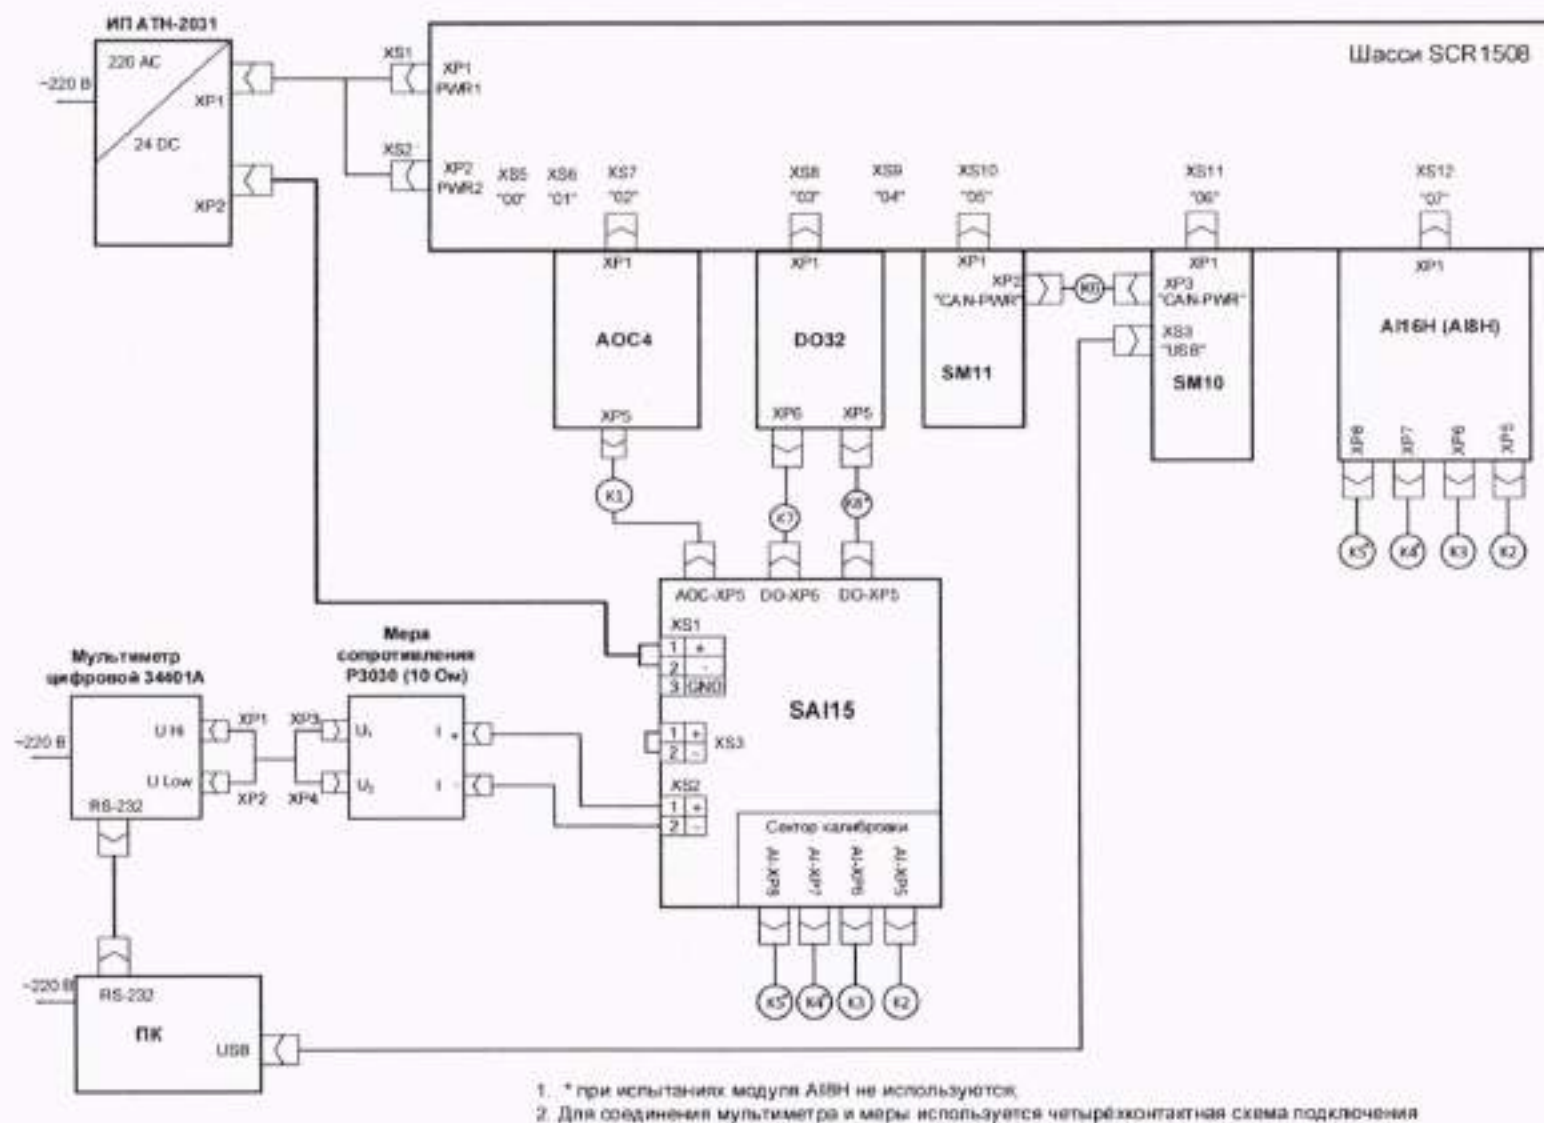 ИП АТН-2031
220 AC
~220 В
XP1
24 DC
XP2
XS1
XP1
PWR1
XS2
XP2
PWR2
Шасси SCR1508
XS5
"00"
XS6
"01"
XS7
"02"
XS8
"03"
XS9
"04"
XS10
"05"
XS11
"06"
XS12
"07"
XP1
AOC4
XP5
XP1
DO32
XP6
XP5
XP1
XP2
"CAN-PWR"
SM11
XP1
XP3
"CAN-PWR"
XS3
"USB"
SM10
XP1
AI16H (AI8H)
XP8
XP7
XP6
XP5
K1
K7
K8*
K5*
K4*
K3
K2
AOC-XP5
DO-XP6
DO-XP5
XS1
1 +
2 -
3 GND
SAI15
1 +
2 -
XS3
XS2
1 +
2 -
Сектор калибровки
AI-XP8
AI-XP7
AI-XP6
AI-XP5
K5*
K4*
K3
K2
Мультиметр
цифровой 34401А
~220 В
U Hi
U Low
RS-232
XP1
XP2
XP3
XP4
Мера
сопротивления
Р3030 (10 Ом)
U1
U2
I +
I -
~220 В
RS-232
ПК
USB
1. * при испытаниях модуля AI8H не используются;
2. Для соединения мультиметра и меры используется четырёхконтактная схема подключения